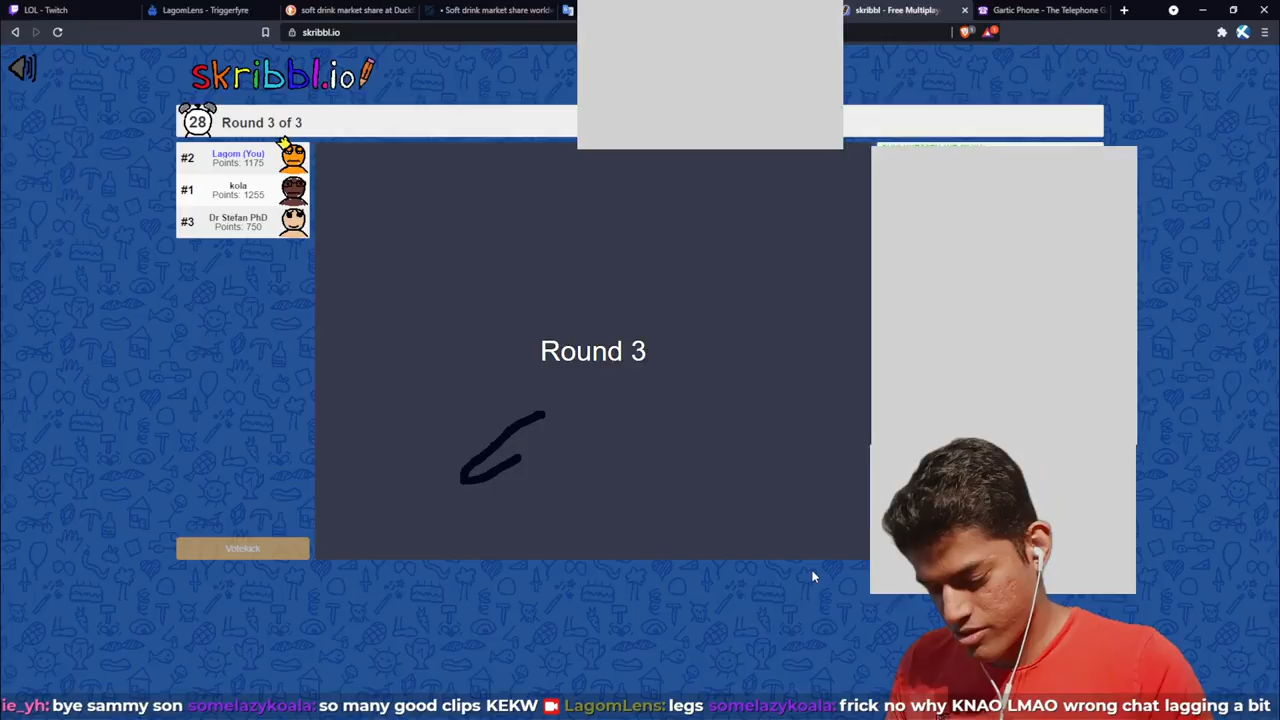 LOL - Twitch
LagomLens - Triggerfyre
soft drink market share at Duck
• Soft drink market share world
skribbl - Free Multiplay
Gartic Phone - The Telephone G
skribbl.io
skribbl.io
28
Round 3 of 3
#2
Lagom (You)
Points: 1175
#1
kola
Points: 1255
#3
Dr Stefan PhD
Points: 750
Round 3
Votekick
ie_yh: bye sammy son somelazykoala: so many good clips KEKW LagomLens: legs somelazykoala: frick no why KNAO LMAO wrong chat lagging a bit